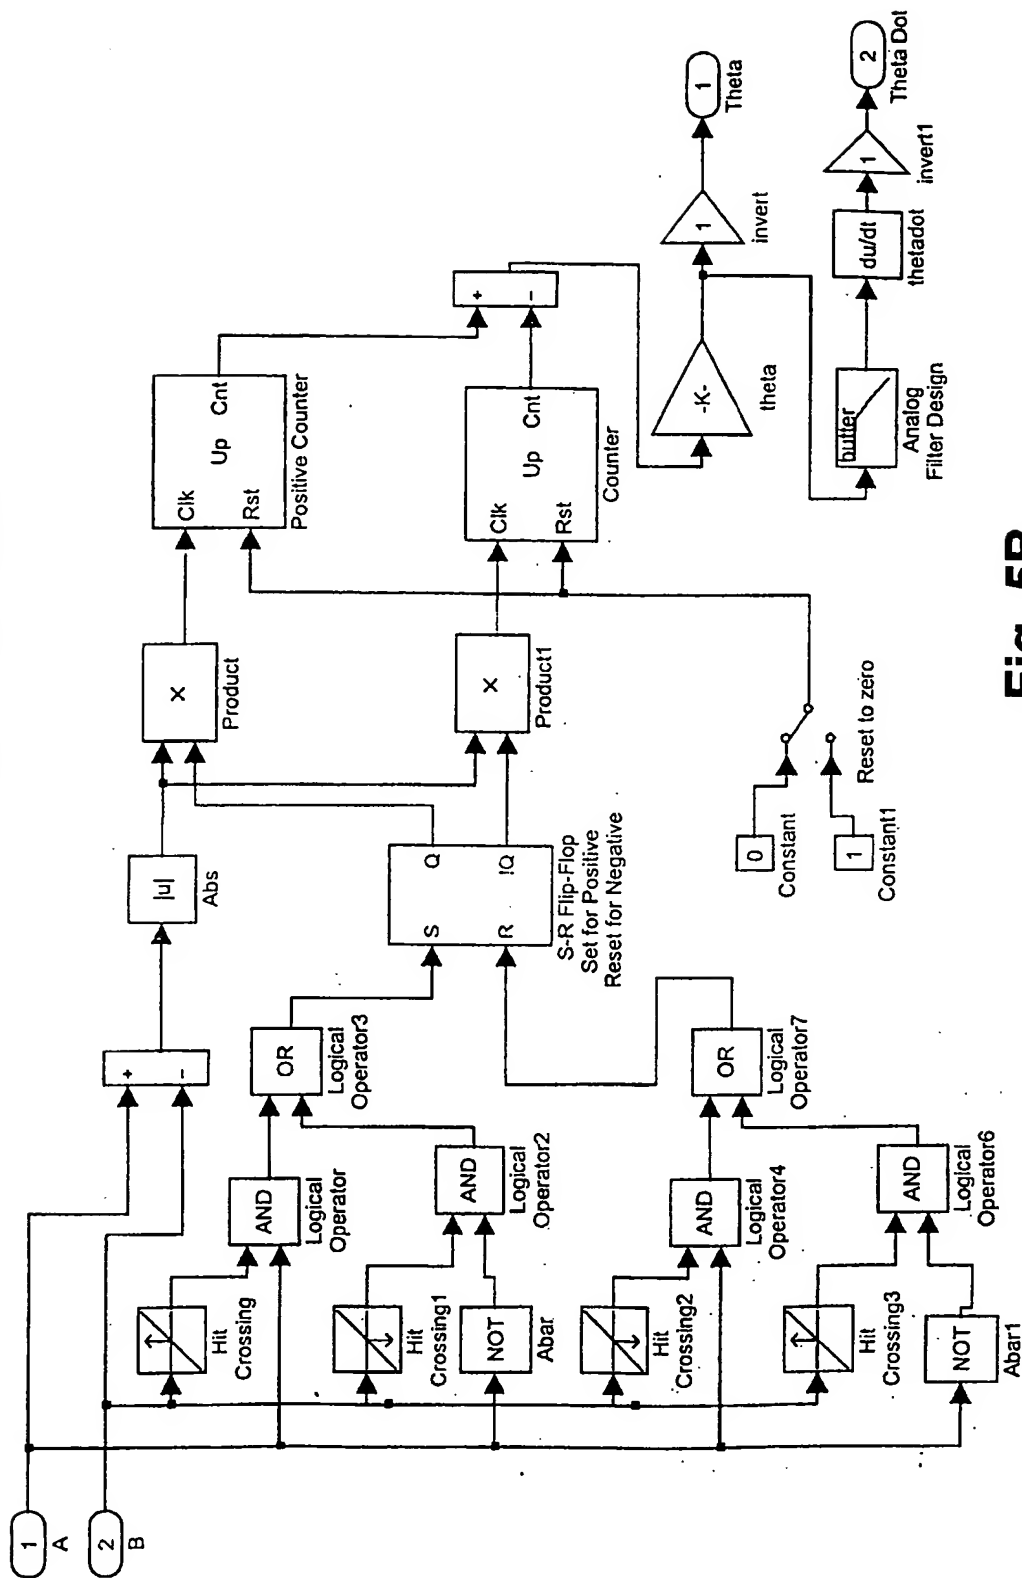 1
A
2
B
+
−
|u|
Abs
X
Product
Clk
Rst
Up
Cnt
Positive Counter
Hit
Crossing
AND
Logical
Operator
OR
Logical
Operator3
Hit
Crossing1
NOT
Abar
AND
Logical
Operator2
S
R
Q
!Q
S-R Flip-Flop
Set for Positive
Reset for Negative
X
Product1
Clk
Rst
Up
Cnt
Counter
+
−
Hit
Crossing2
AND
Logical
Operator4
OR
Logical
Operator7
Hit
Crossing3
NOT
Abar1
AND
Logical
Operator6
0
Constant
1
Constant1
Reset to zero
-K-
theta
1
invert
1
Theta
butter
Analog
Filter Design
du/dt
thetadot
1
invert1
2
Theta Dot
Fig. 5B